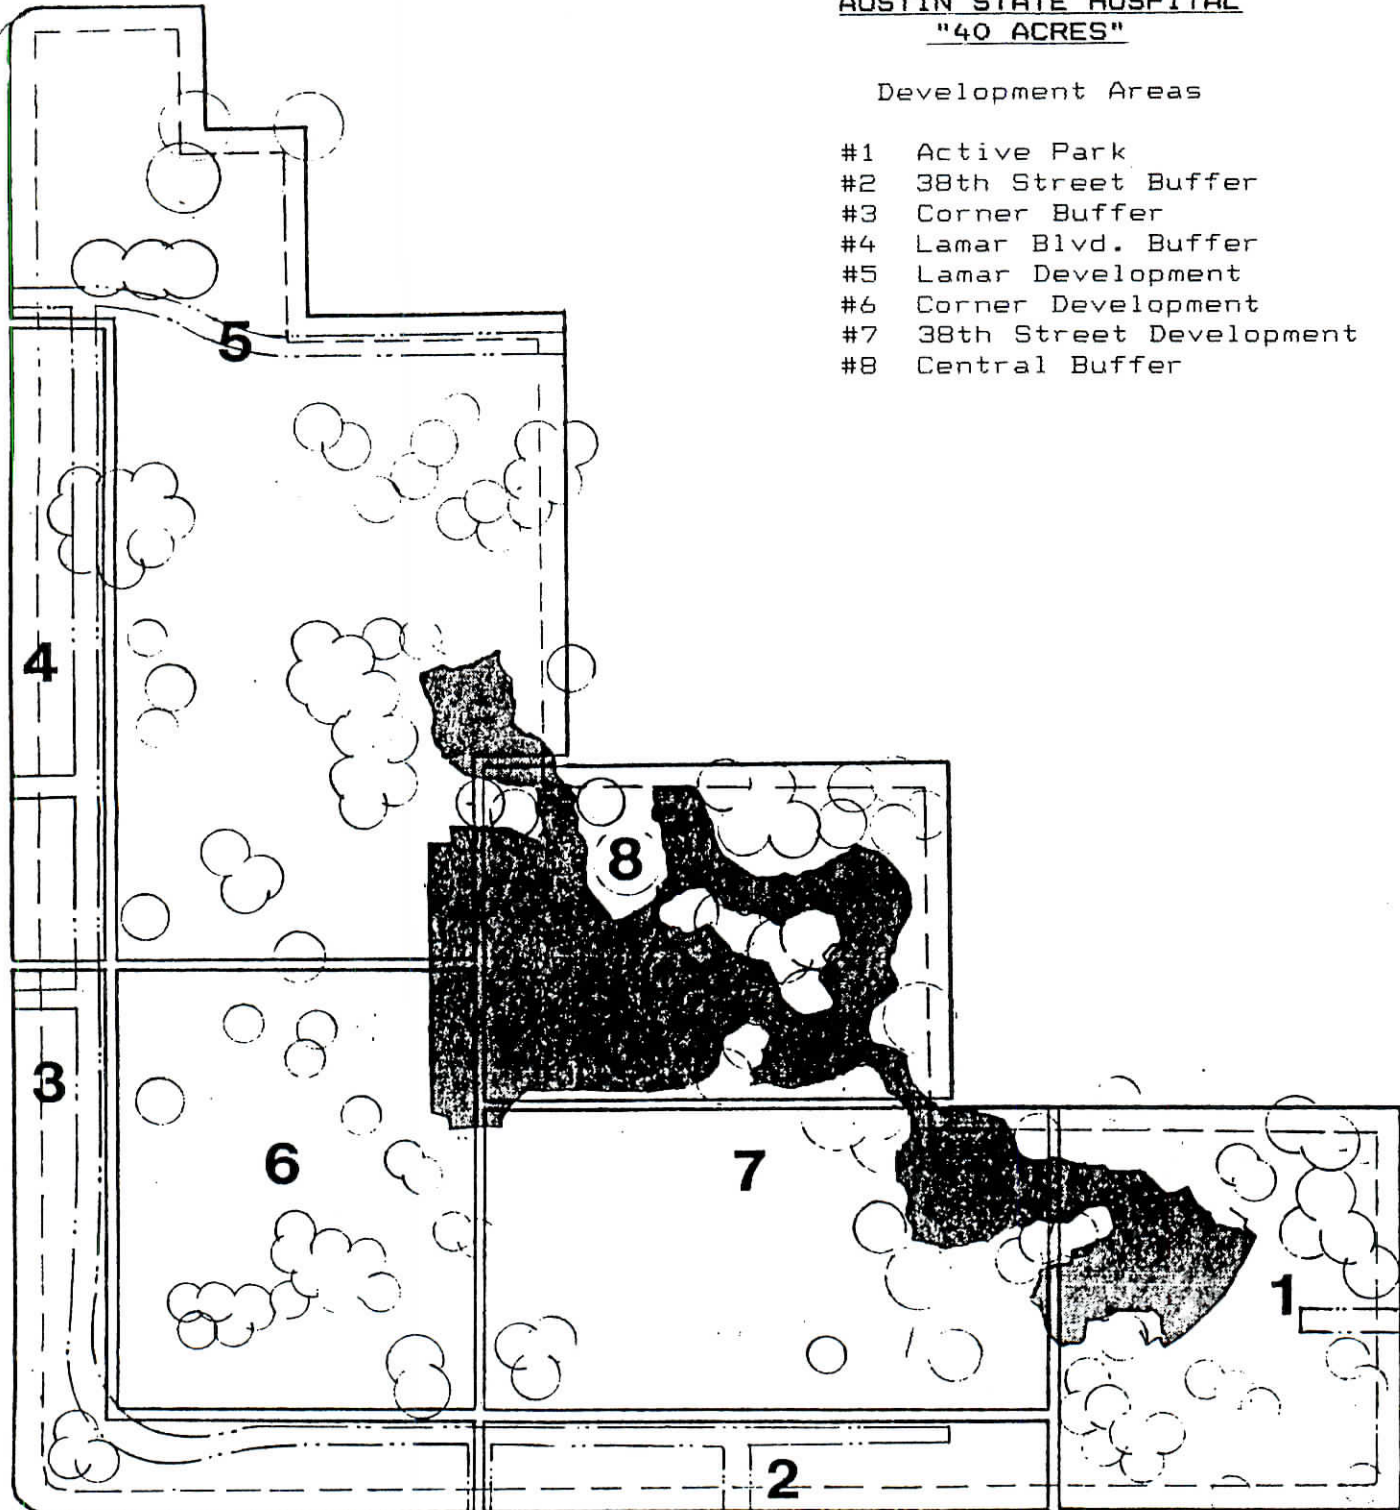 AUSTIN STATE HOSPITAL
"40 ACRES"
Development Areas
#1 Active Park
#2 38th Street Buffer
#3 Corner Buffer
#4 Lamar Blvd. Buffer
#5 Lamar Development
#6 Corner Development
#7 38th Street Development
#8 Central Buffer
5
4
8
3
6
7
1
2